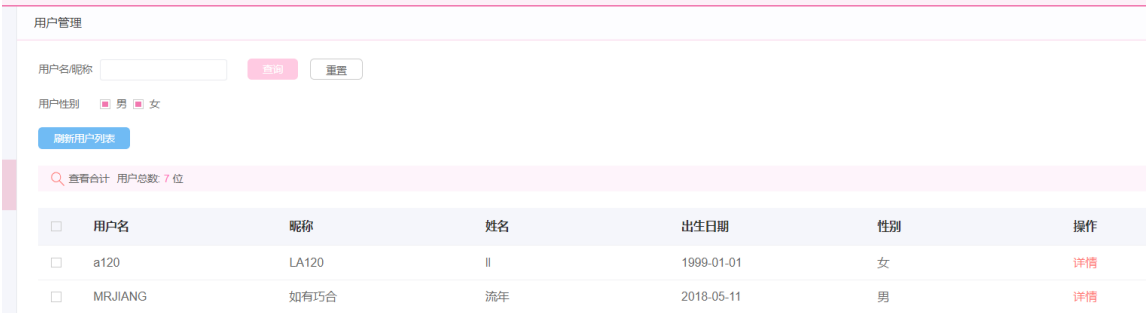 用户管理
用户名/昵称 查询 重置
用户性别 男 女
刷新用户列表
查看合计 用户总数: 7 位
用户名 昵称 姓名 出生日期 性别 操作
a120 LA120 ll 1999-01-01 女 详情
MRJIANG 如有巧合 流年 2018-05-11 男 详情